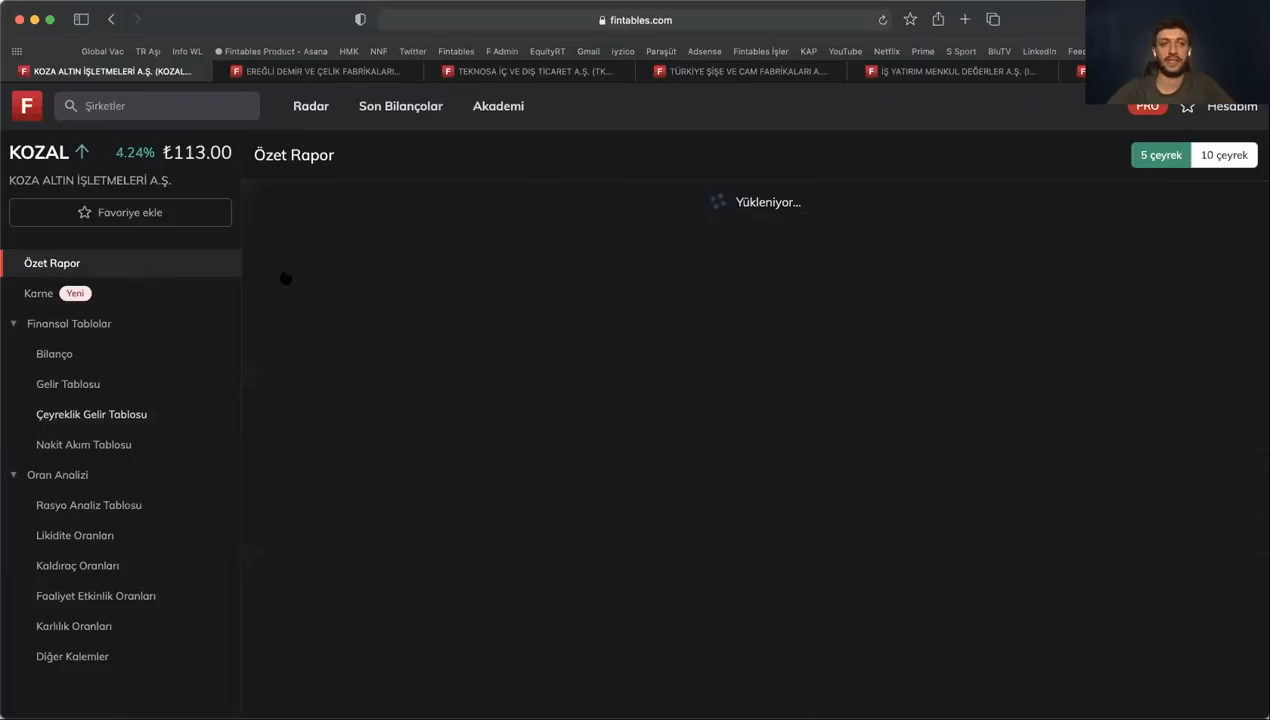 fintables.com
Global Vac TR Aşı Info WL Fintables Product - Asana HMK NNF Twitter Fintables F Admin EquityRT Gmail iyzico Paraşüt Adsense Fintables İşler KAP YouTube Netflix Prime S Sport BluTV LinkedIn Feec
F KOZA ALTIN İŞLETMELERİ A.Ş. (KOZAL... F EREĞLİ DEMİR VE ÇELİK FABRİKALARI... F TEKNOSA İÇ VE DIŞ TİCARET A.Ş. (TK... F TÜRKİYE ŞİŞE VE CAM FABRİKALARI A.... F İŞ YATIRIM MENKUL DEĞERLER A.Ş. (I... F
F Şirketler Radar Son Bilançolar Akademi PRO Hesabım
KOZAL 4.24% ₺113.00 Özet Rapor 5 çeyrek 10 çeyrek
KOZA ALTIN İŞLETMELERİ A.Ş.
Yükleniyor...
Favoriye ekle
Özet Rapor
Karne Yeni
Finansal Tablolar
Bilanço
Gelir Tablosu
Çeyreklik Gelir Tablosu
Nakit Akım Tablosu
Oran Analizi
Rasyo Analiz Tablosu
Likidite Oranları
Kaldıraç Oranları
Faaliyet Etkinlik Oranları
Karlılık Oranları
Diğer Kalemler